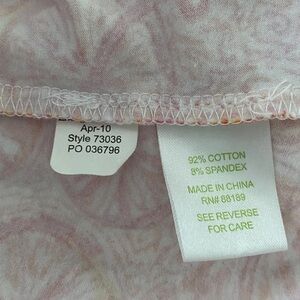 Apr-10
Style 73036
PO 036796
92% COTTON
8% SPANDEX
MADE IN CHINA
RN# 88189
SEE REVERSE
FOR CARE